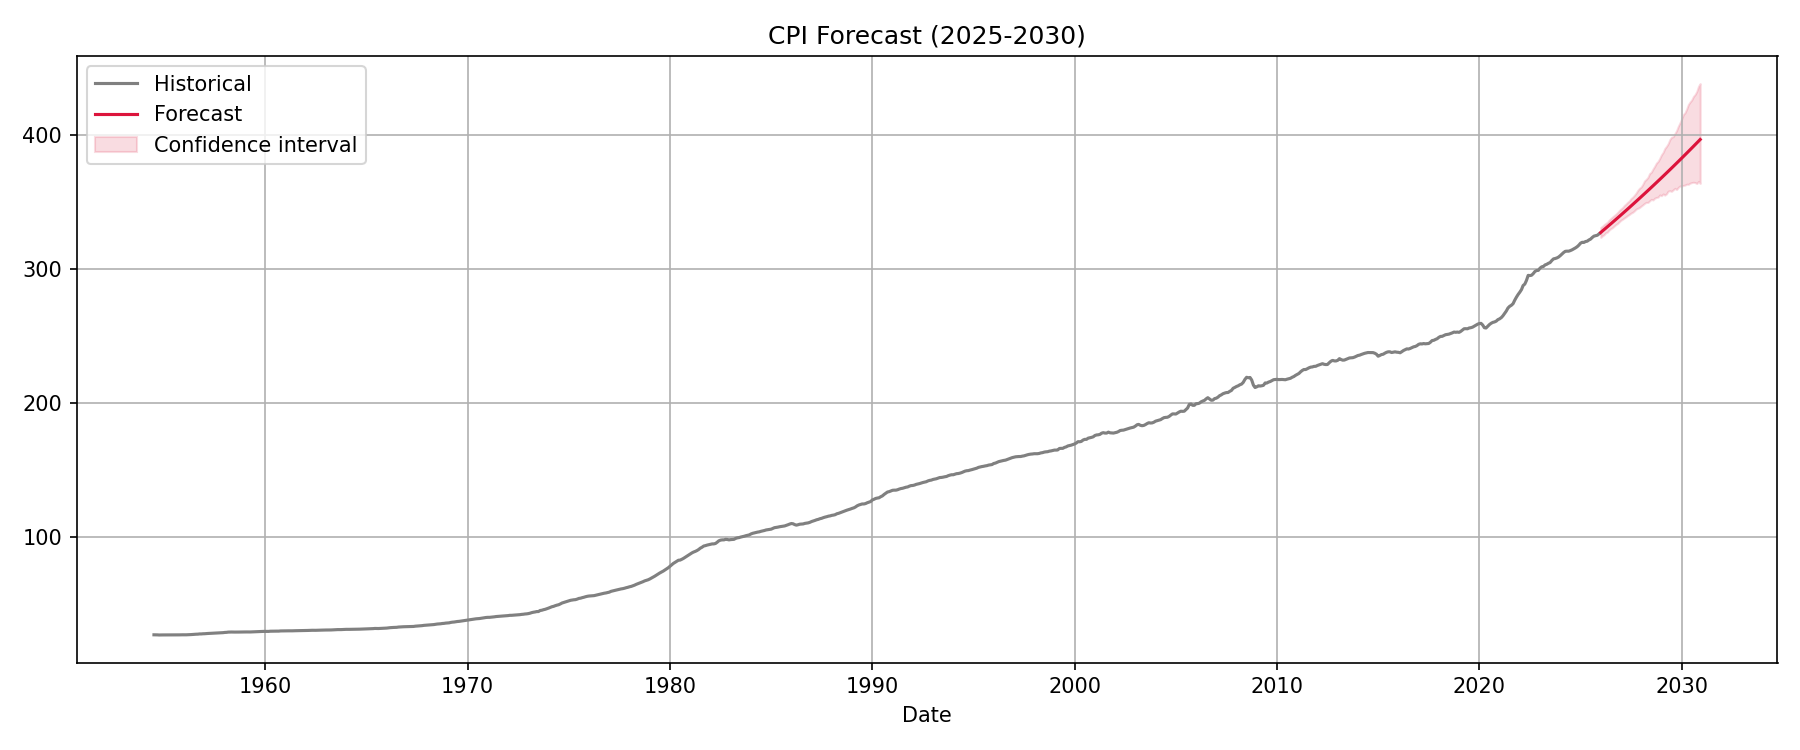 CPI Forecast (2025-2030)
Historical
Forecast
Confidence interval
400
300
200
100
1960 1970 1980 1990 2000 2010 2020 2030
Date